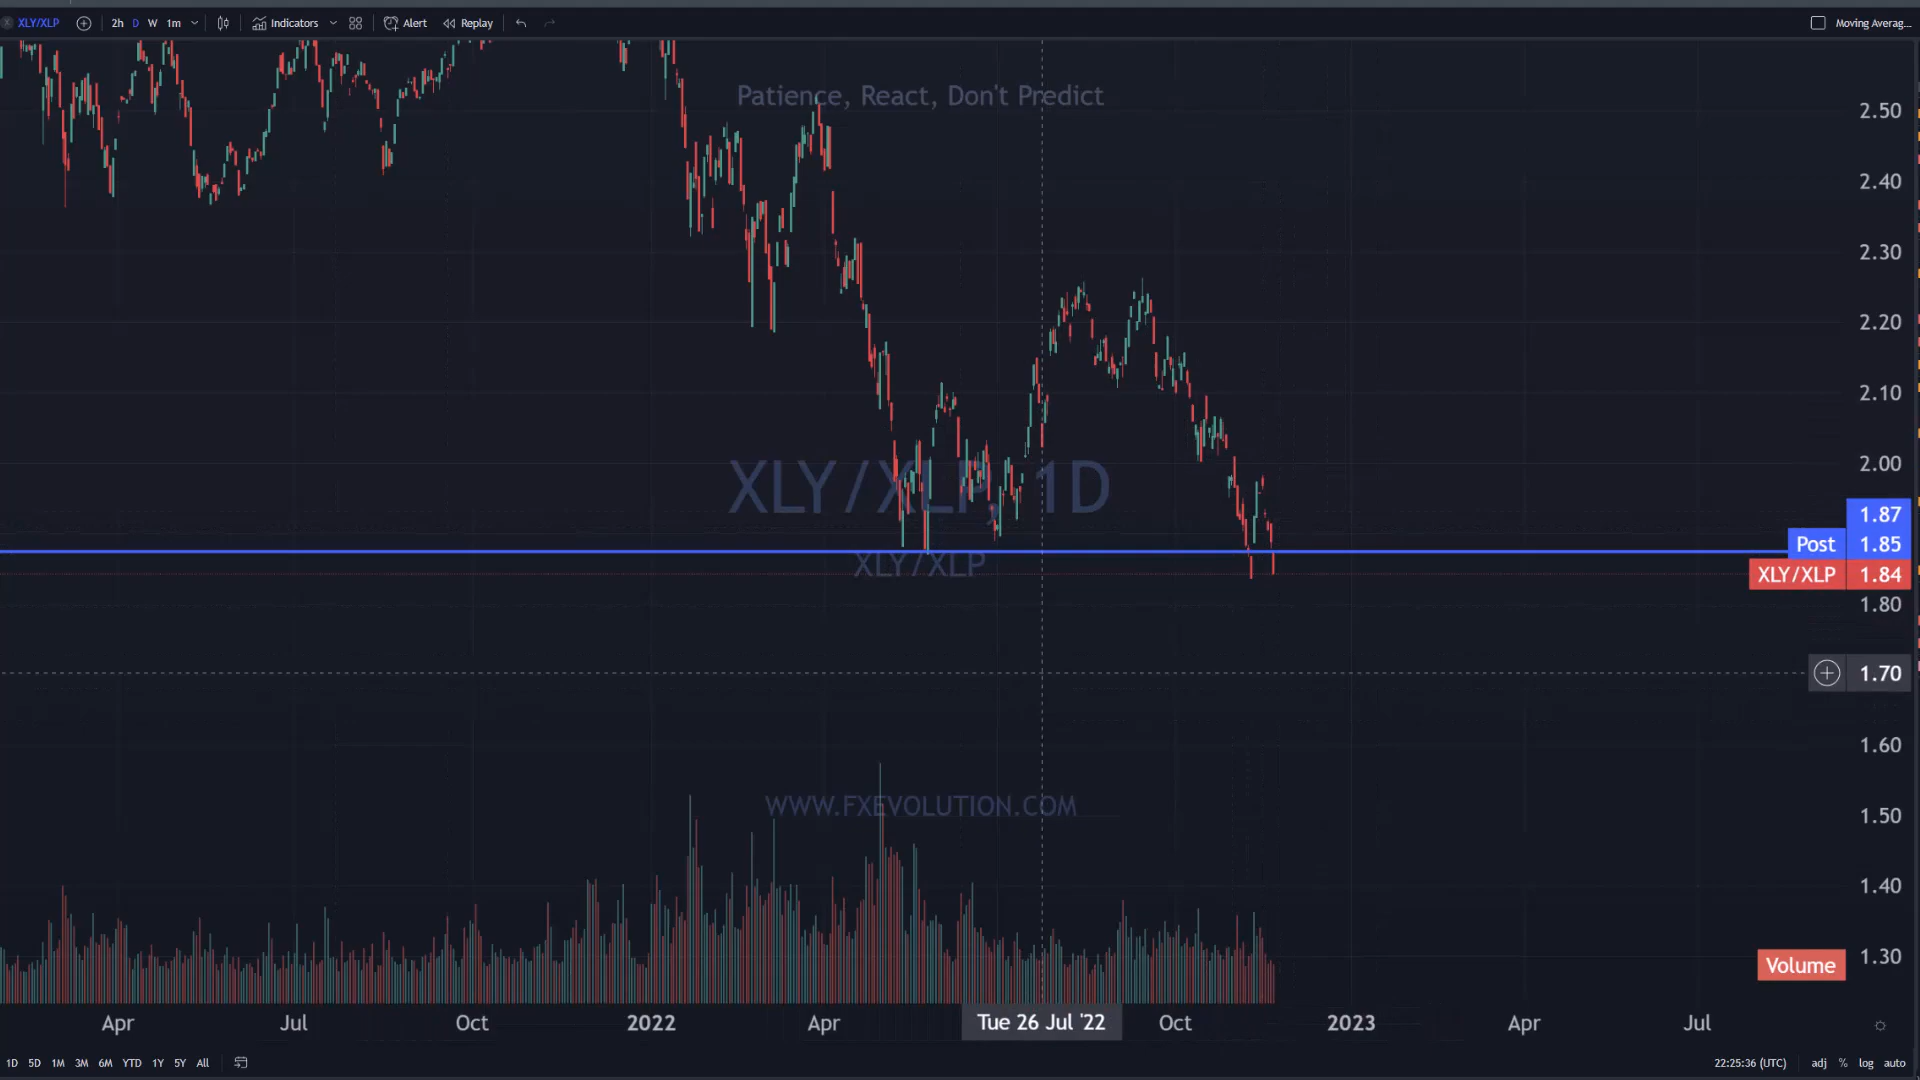 XLY/XLP 2h D W 1m Indicators Alert Replay Moving Averag...
Patience, React, Don't Predict
2.50
2.40
2.30
2.20
2.10
XLY/XLP, 1D
2.00
1.87
Post 1.85
XLY/XLP
XLY/XLP 1.84
1.80
1.70
1.60
WWW.FXEVOLUTION.COM
1.50
1.40
1.30
Volume
Apr Jul Oct 2022 Apr Tue 26 Jul '22 Oct 2023 Apr Jul
1D 5D 1M 3M 6M YTD 1Y 5Y All 22:25:36 (UTC) adj % log auto